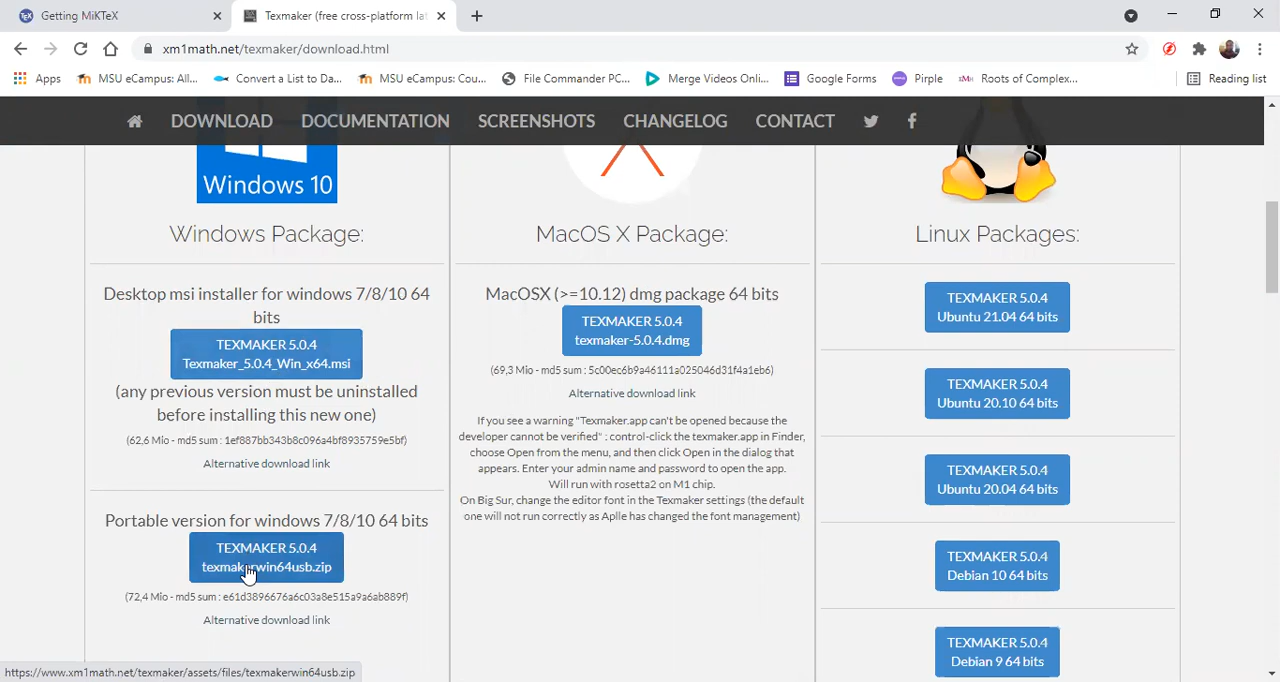 Getting MiKTeX
Texmaker (free cross-platform lat
xm1math.net/texmaker/download.html
Apps
MSU eCampus: All...
Convert a List to Da...
MSU eCampus: Cou...
File Commander PC...
Merge Videos Onli...
Google Forms
Pirple
Roots of Complex...
Reading list
DOWNLOAD
DOCUMENTATION
SCREENSHOTS
CHANGELOG
CONTACT
Windows 10
Windows Package:
Desktop msi installer for windows 7/8/10 64
bits
TEXMAKER 5.0.4
Texmaker_5.0.4_Win_x64.msi
(any previous version must be uninstalled
before installing this new one)
(62,6 Mio - md5 sum : 1ef887bb343b8c096a4bf8935759e5bf)
Alternative download link
Portable version for windows 7/8/10 64 bits
TEXMAKER 5.0.4
texmakerwin64usb.zip
(72,4 Mio - md5 sum : e61d3896676a6c03a8e515a9a6ab889f)
Alternative download link
MacOS X Package:
MacOSX (>=10.12) dmg package 64 bits
TEXMAKER 5.0.4
texmaker-5.0.4.dmg
(69,3 Mio - md5 sum : 5c00ec6b9a46111a025046d31f4a1eb6)
Alternative download link
If you see a warning "Texmaker.app can't be opened because the
developer cannot be verified" : control-click the texmaker.app in Finder,
choose Open from the menu, and then click Open in the dialog that
appears. Enter your admin name and password to open the app.
Will run with rosetta2 on M1 chip.
On Big Sur, change the editor font in the Texmaker settings (the default
one will not run correctly as Aplle has changed the font management)
Linux Packages:
TEXMAKER 5.0.4
Ubuntu 21.04 64 bits
TEXMAKER 5.0.4
Ubuntu 20.10 64 bits
TEXMAKER 5.0.4
Ubuntu 20.04 64 bits
TEXMAKER 5.0.4
Debian 10 64 bits
TEXMAKER 5.0.4
Debian 9 64 bits
https://www.xm1math.net/texmaker/assets/files/texmakerwin64usb.zip